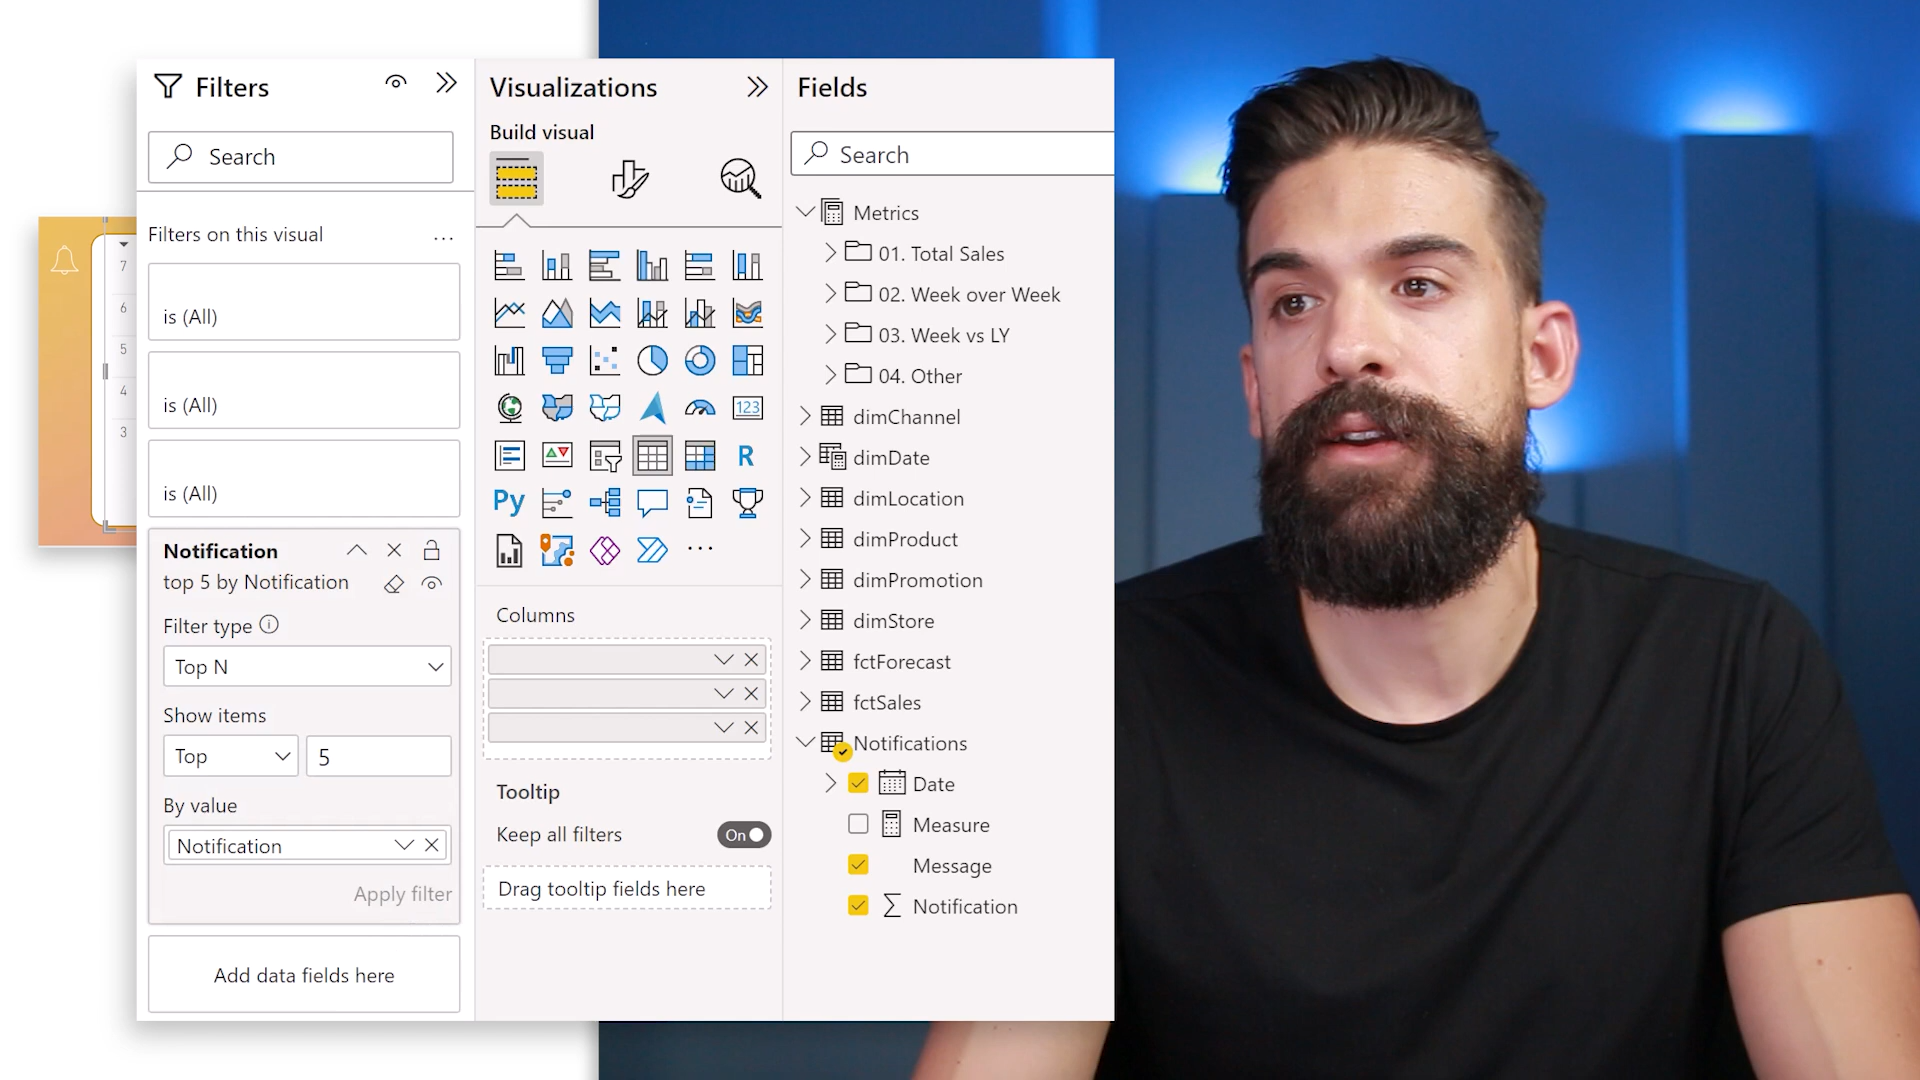 7
6
5
4
3
Filters
Search
Filters on this visual
...
is (All)
is (All)
is (All)
Notification
top 5 by Notification
Filter type
Top N
Show items
Top
5
By value
Notification
Apply filter
Add data fields here
Visualizations
Build visual
123
R
Py
...
Columns
Tooltip
Keep all filters
On
Drag tooltip fields here
Fields
Search
Metrics
01. Total Sales
02. Week over Week
03. Week vs LY
04. Other
dimChannel
dimDate
dimLocation
dimProduct
dimPromotion
dimStore
fctForecast
fctSales
Notifications
Date
Measure
Message
Σ Notification